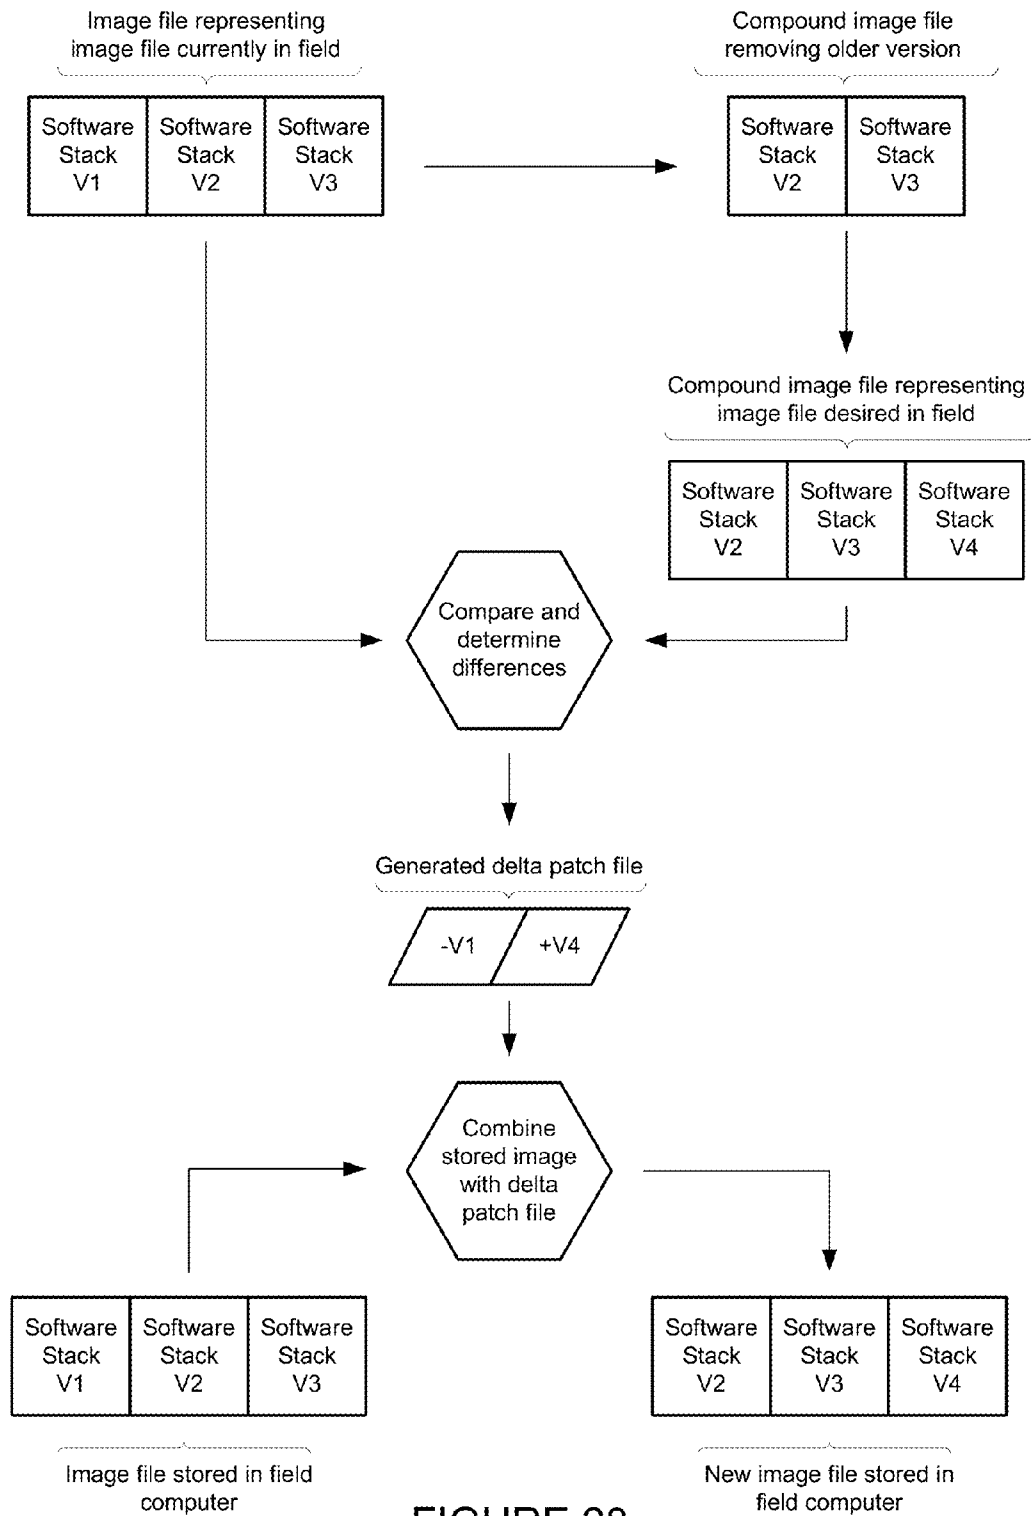 Image file representing
image file currently in field
Compound image file
removing older version
Software
Stack
V1
Software
Stack
V2
Software
Stack
V3
Software
Stack
V2
Software
Stack
V3
Compound image file representing
image file desired in field
Software
Stack
V2
Software
Stack
V3
Software
Stack
V4
Compare and
determine
differences
Generated delta patch file
-V1
+V4
Combine
stored image
with delta
patch file
Software
Stack
V1
Software
Stack
V2
Software
Stack
V3
Software
Stack
V2
Software
Stack
V3
Software
Stack
V4
Image file stored in field
computer
New image file stored in
field computer
FIGURE